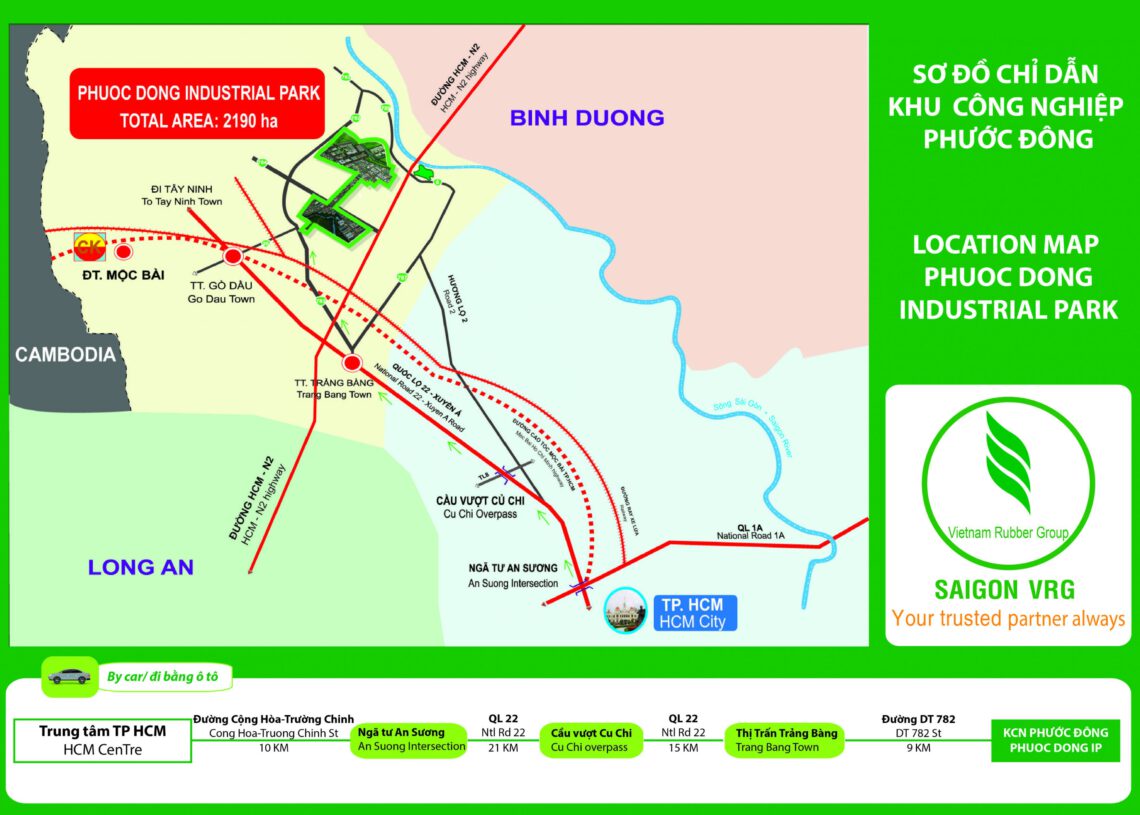 PHUOC DONG INDUSTRIAL PARK
TOTAL AREA: 2190 ha
ĐƯỜNG HCM - N2
HCM - N2 highway
BINH DUONG
ĐI TÂY NINH
To Tay Ninh Town
CK
ĐT. MỘC BÀI
TT. GÒ DẦU
Go Dau Town
HƯƠNG LỘ 2
Road 2
CAMBODIA
TT. TRẢNG BÀNG
Trang Bang Town
QUỐC LỘ 22 - XUYÊN Á
National Road 22 - Xuyen A Road
Sông Sài Gòn - Saigon River
ĐƯỜNG CAO TỐC MỘC BÀI TP.HCM
Moc Bai Ho Chi Minh highway
ĐƯỜNG RAY XE LỬA
Railway
TL8
CẦU VƯỢT CỦ CHI
Cu Chi Overpass
ĐƯỜNG HCM - N2
HCM - N2 highway
QL 1A
National Road 1A
LONG AN
NGÃ TƯ AN SƯƠNG
An Suong Intersection
TP. HCM
HCM City
SƠ ĐỒ CHỈ DẪN
KHU CÔNG NGHIỆP
PHƯỚC ĐÔNG
LOCATION MAP
PHUOC DONG
INDUSTRIAL PARK
Vietnam Rubber Group
SAIGON VRG
Your trusted partner always
By car/ đi bằng ô tô
Trung tâm TP HCM
HCM CenTre
Đường Cộng Hòa-Trường Chinh
Cong Hoa-Truong Chinh St
10 KM
Ngã tư An Sương
An Suong Intersection
QL 22
Ntl Rd 22
21 KM
Cầu vượt Cu Chi
Cu Chi overpass
QL 22
Ntl Rd 22
15 KM
Thị Trấn Trảng Bàng
Trang Bang Town
Đường DT 782
DT 782 St
9 KM
KCN PHƯỚC ĐÔNG
PHUOC DONG IP